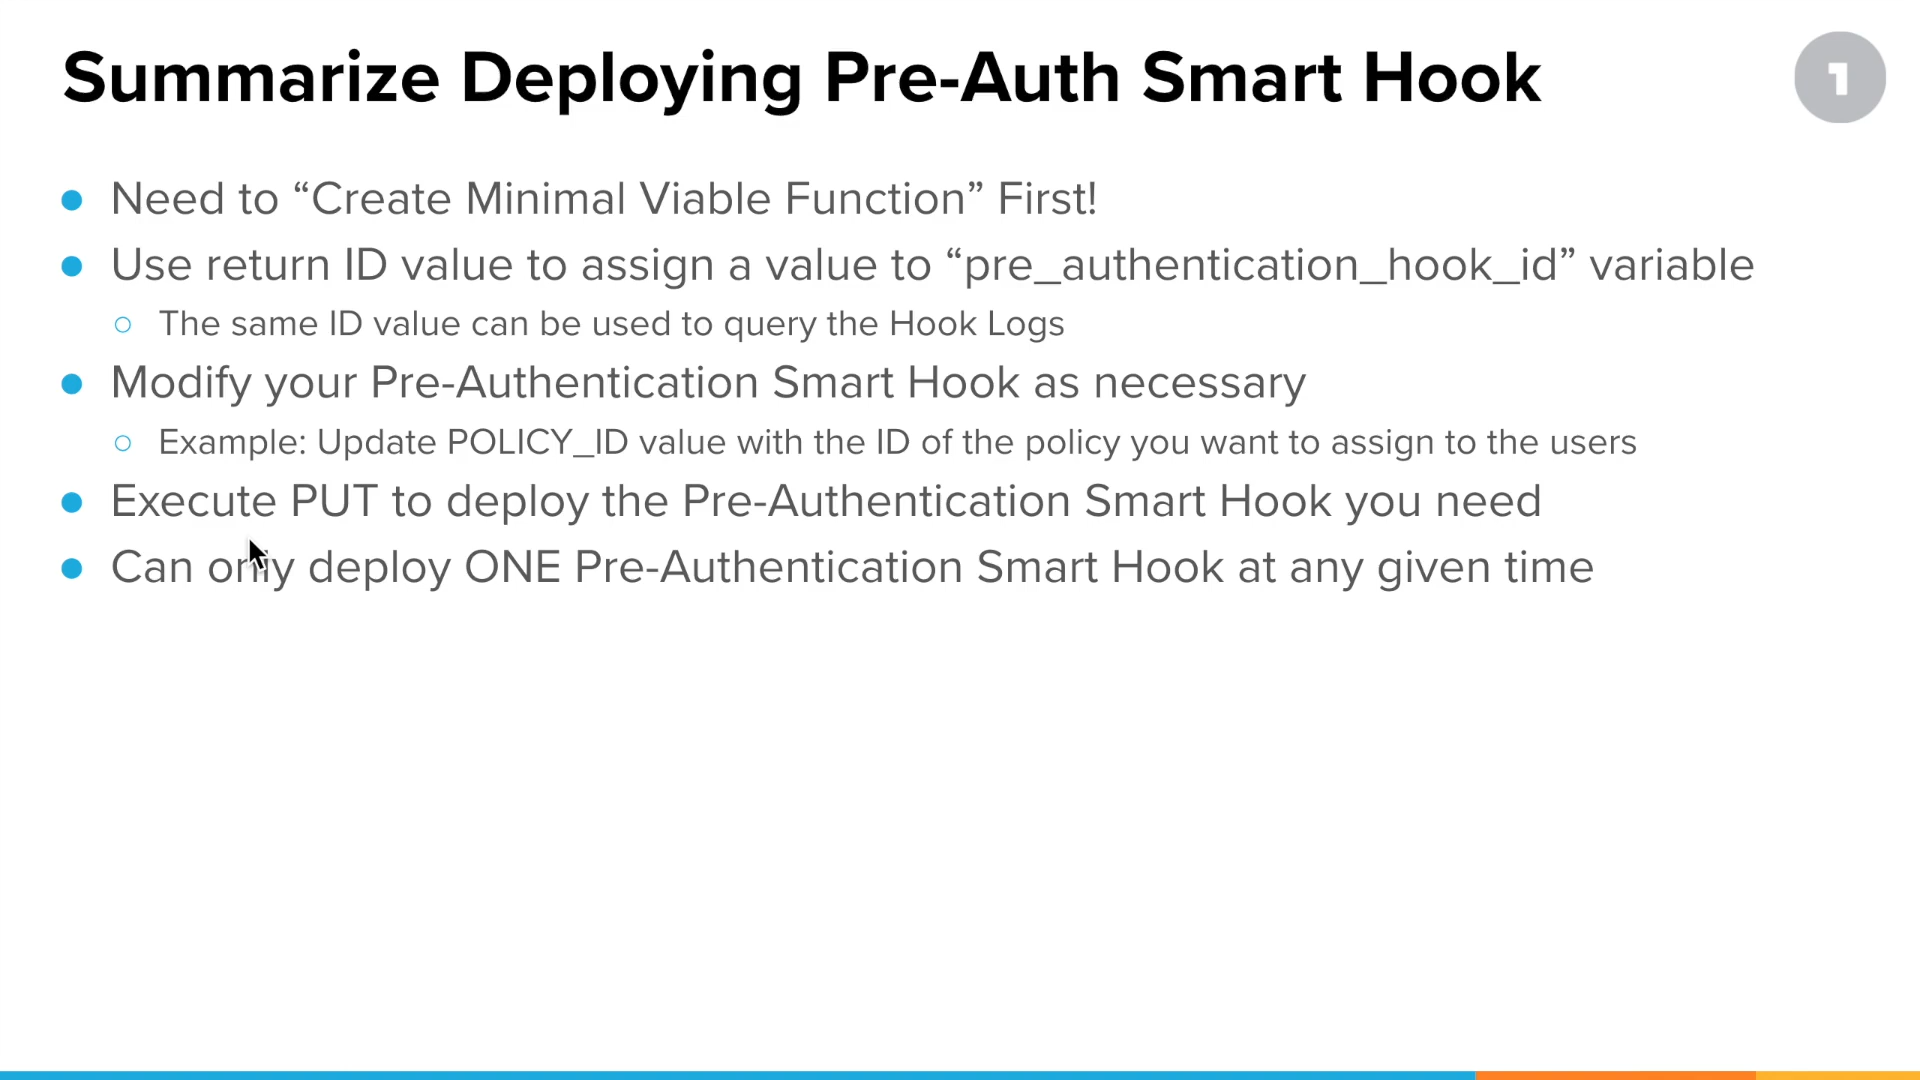 Summarize Deploying Pre-Auth Smart Hook
1
Need to “Create Minimal Viable Function” First!
Use return ID value to assign a value to “pre_authentication_hook_id” variable
The same ID value can be used to query the Hook Logs
Modify your Pre-Authentication Smart Hook as necessary
Example: Update POLICY_ID value with the ID of the policy you want to assign to the users
Execute PUT to deploy the Pre-Authentication Smart Hook you need
Can only deploy ONE Pre-Authentication Smart Hook at any given time